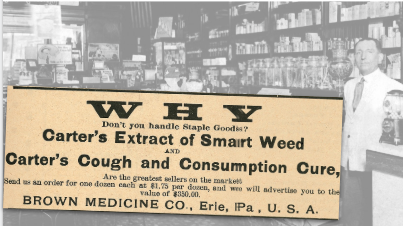 WHY
Don't you handle Staple Goods?
Carter's Extract of Smart Weed
AND
Carter's Cough and Consumption Cure,
Are the greatest sellers on the market:
Send us an order for one dozen each at $1.75 per dozen, and we will advertise you to the
value of $350.00.
BROWN MEDICINE CO., Erie, Pa., U. S. A.